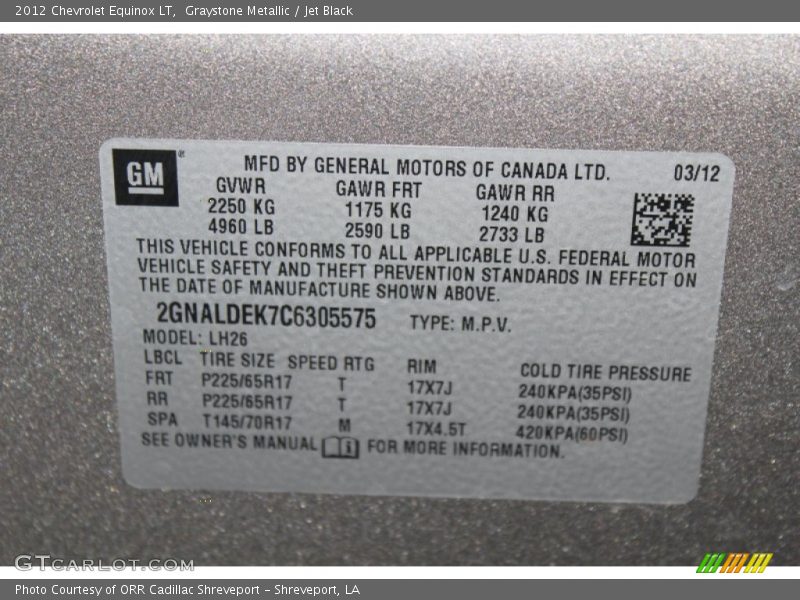 2012 Chevrolet Equinox LT,  Graystone Metallic / Jet Black
GM®
MFD BY GENERAL MOTORS OF CANADA LTD. 03/12
GVWR GAWR FRT GAWR RR
2250 KG 1175 KG 1240 KG
4960 LB 2590 LB 2733 LB
THIS VEHICLE CONFORMS TO ALL APPLICABLE U.S. FEDERAL MOTOR
VEHICLE SAFETY AND THEFT PREVENTION STANDARDS IN EFFECT ON
THE DATE OF MANUFACTURE SHOWN ABOVE.
2GNALDEK7C6305575 TYPE: M.P.V.
MODEL: LH26
LBCL TIRE SIZE SPEED RTG RIM COLD TIRE PRESSURE
FRT P225/65R17 T 17X7J 240KPA(35PSI)
RR P225/65R17 T 17X7J 240KPA(35PSI)
SPA T145/70R17 M 17X4.5T 420KPA(60PSI)
SEE OWNER'S MANUAL FOR MORE INFORMATION.
GTCARLOT.COM
Photo Courtesy of ORR Cadillac Shreveport - Shreveport, LA